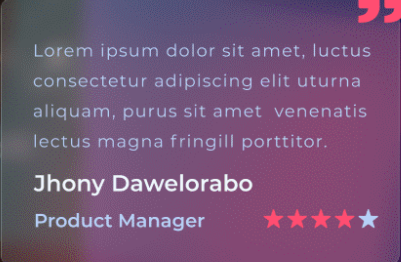 Lorem ipsum dolor sit amet, luctus
consectetur adipiscing elit uturna
aliquam, purus sit amet venenatis
lectus magna fringill porttitor.
Jhony Dawelorabo
Product Manager